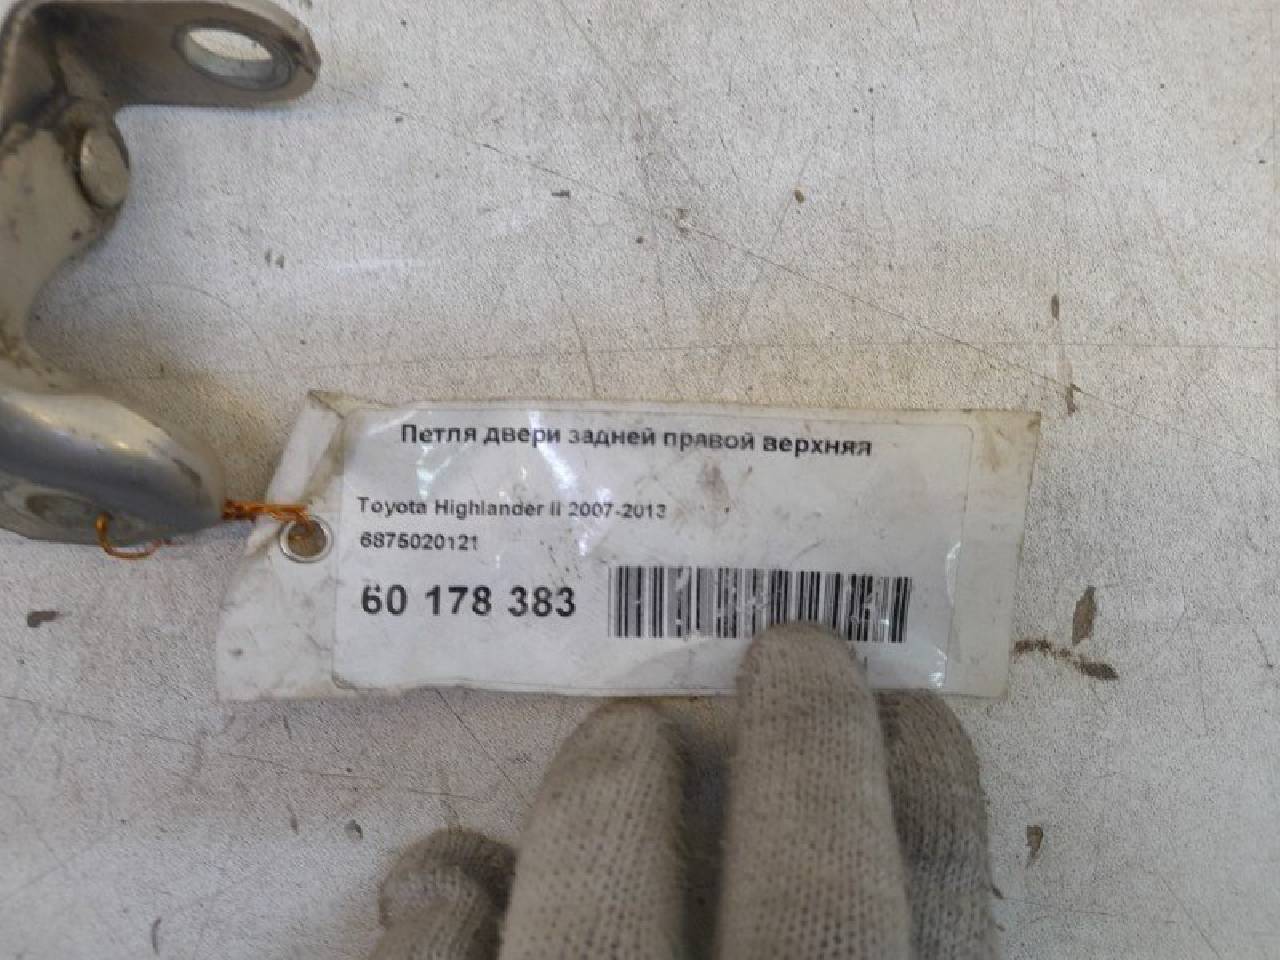 Петля двери задней правой верхняя
Toyota Highlander II 2007-2013
6875020121
60 178 383